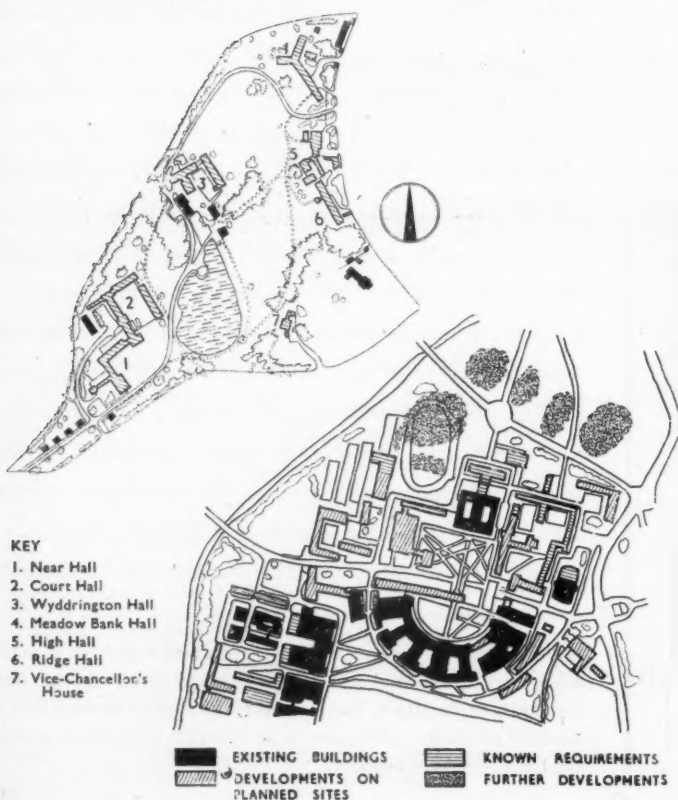 4
3
5
6
7
2
1
KEY
1. Near Hall
2. Court Hall
3. Wyddrington Hall
4. Meadow Bank Hall
5. High Hall
6. Ridge Hall
7. Vice-Chancellor's
House
EXISTING BUILDINGS
DEVELOPMENTS ON
PLANNED SITES
KNOWN REQUIREMENTS
FURTHER DEVELOPMENTS